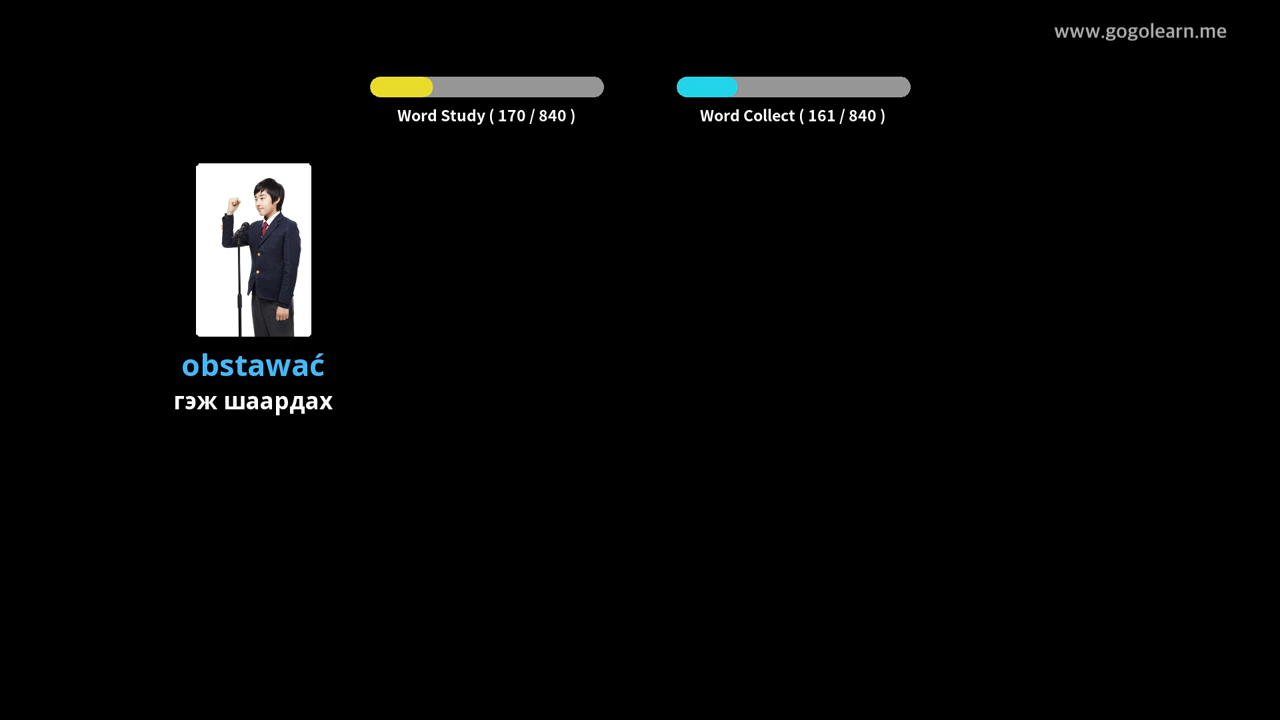 www.gogolearn.me
Word Study ( 170 / 840 )
Word Collect ( 161 / 840 )
obstawać
гэж шаардах